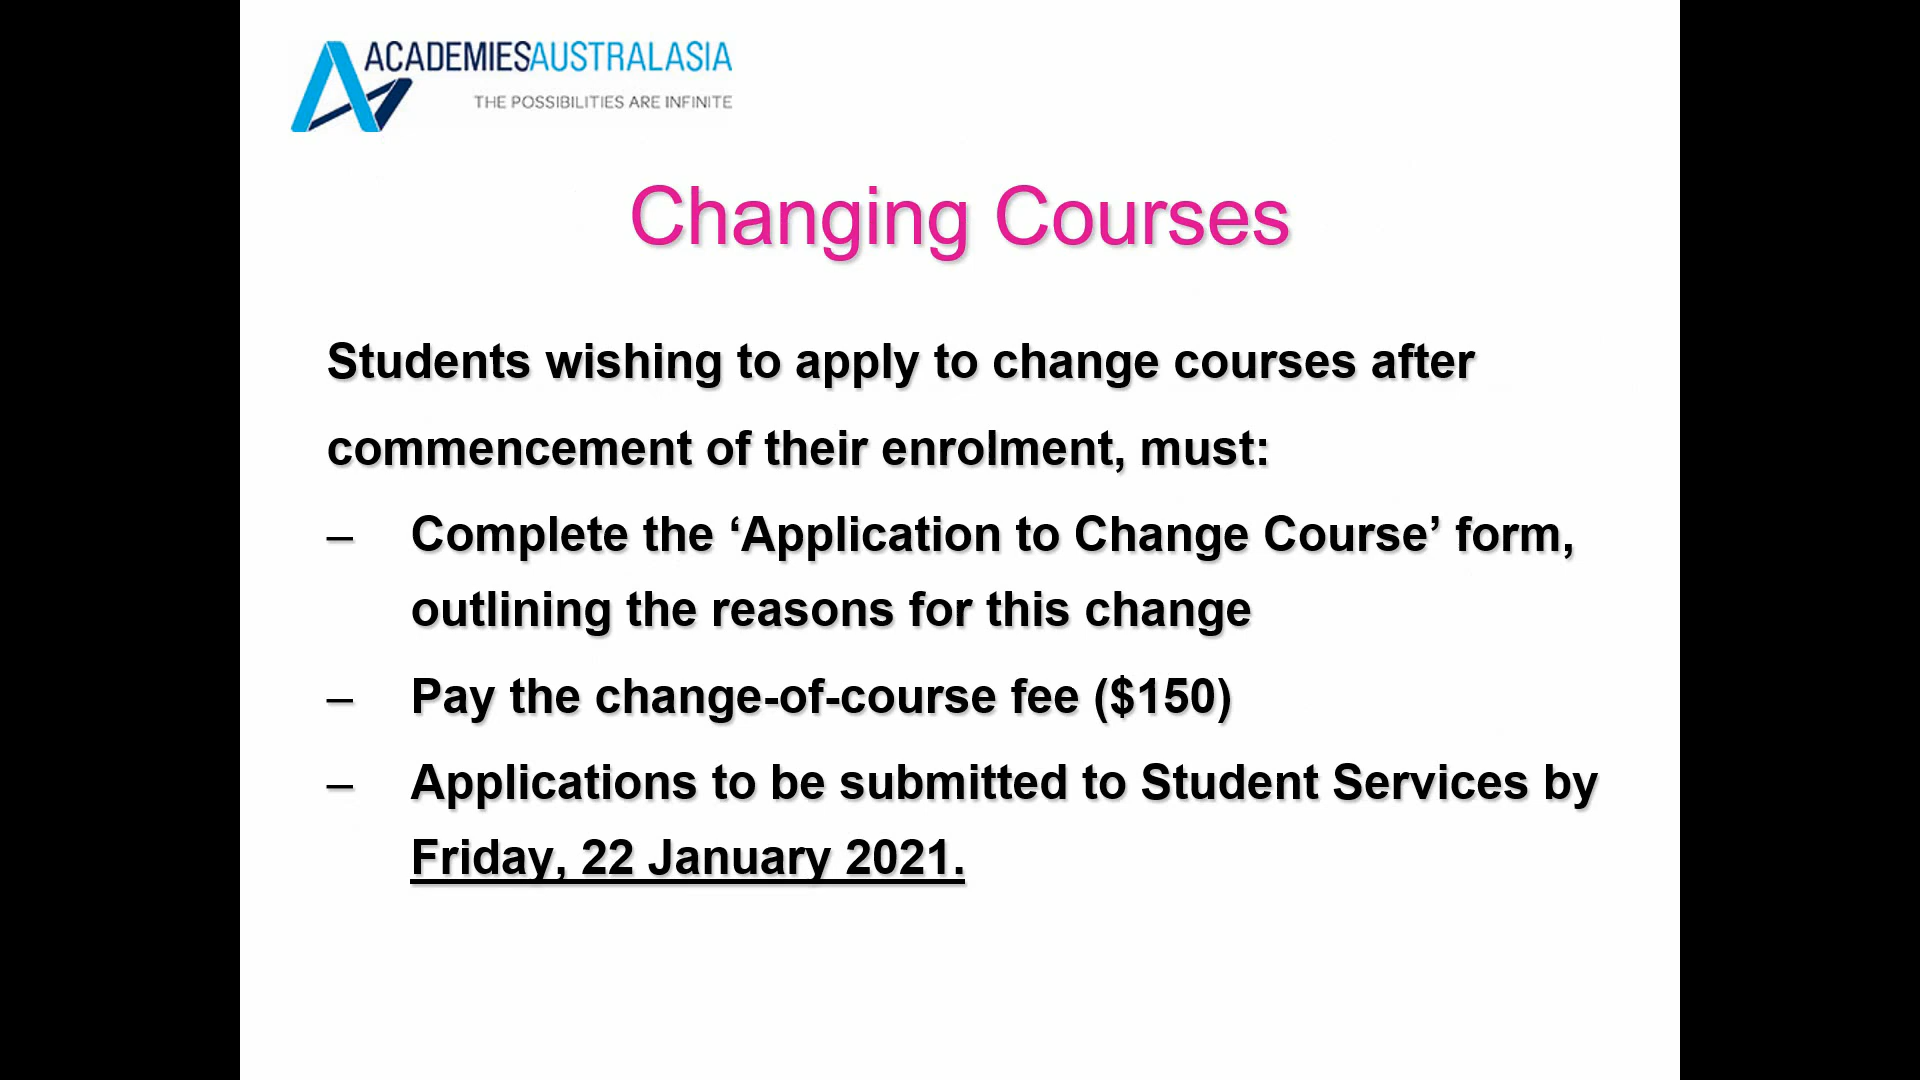 ACADEMIESAUSTRALASIA
THE POSSIBILITIES ARE INFINITE
Changing Courses
Students wishing to apply to change courses after
commencement of their enrolment, must:
– Complete the ‘Application to Change Course’ form,
outlining the reasons for this change
– Pay the change-of-course fee ($150)
– Applications to be submitted to Student Services by
Friday, 22 January 2021.